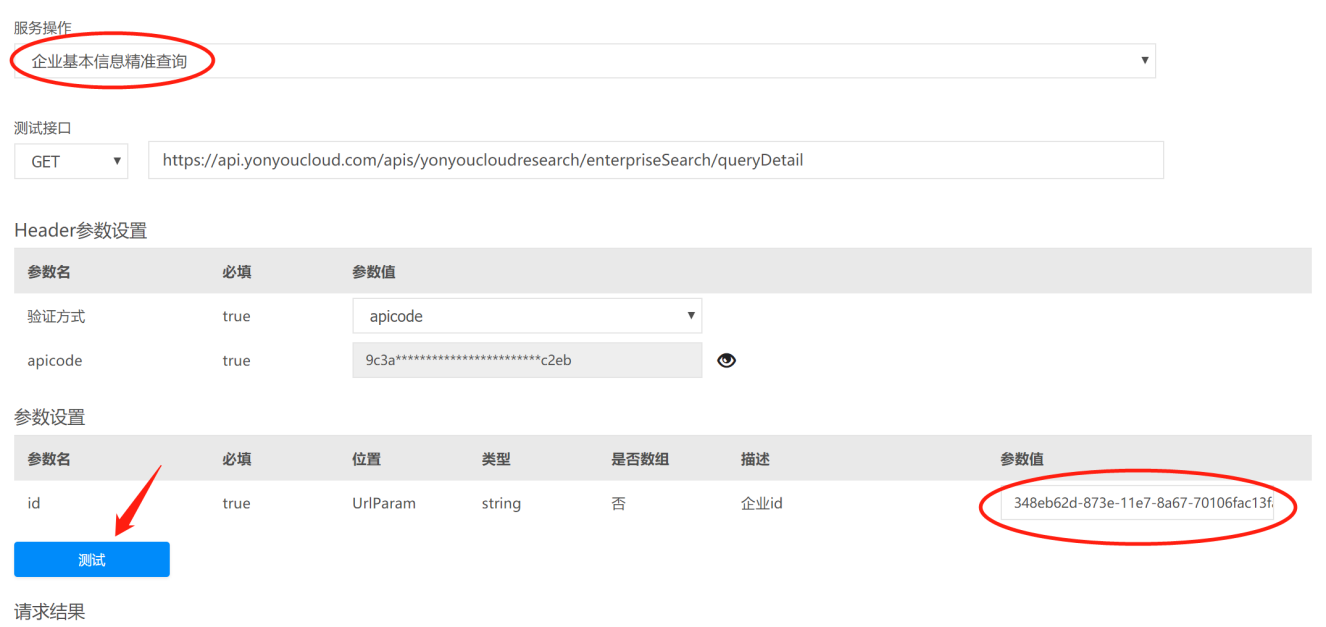 服务操作
企业基本信息精准查询
测试接口
GET https://api.yonyoucloud.com/apis/yonyoucloudresearch/enterpriseSearch/queryDetail
Header参数设置
参数名 必填 参数值
验证方式 true apicode
apicode true 9c3a************************c2eb
参数设置
参数名 必填 位置 类型 是否数组 描述 参数值
id true UrlParam string 否 企业id 348eb62d-873e-11e7-8a67-70106fac13f
测试
请求结果